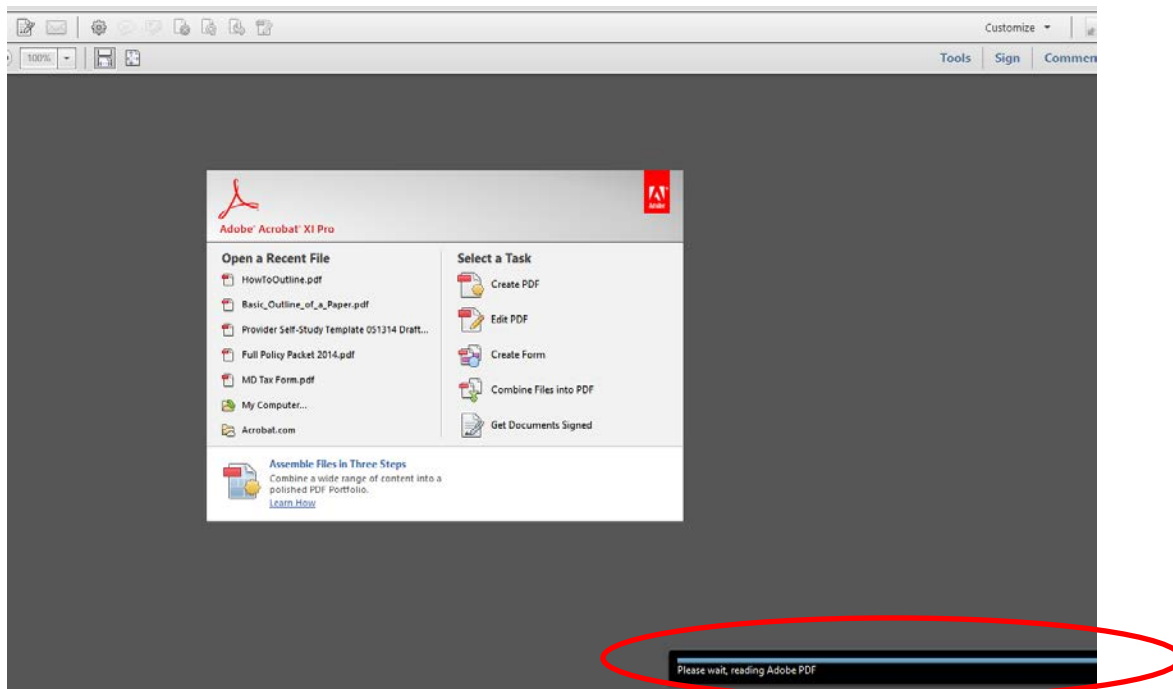 Customize
100%
Tools Sign Commen
Adobe
Adobe® Acrobat® XI Pro
Open a Recent File
HowToOutline.pdf
Basic_Outline_of_a_Paper.pdf
Provider Self-Study Template 051314 Draft...
Full Policy Packet 2014.pdf
MD Tax Form.pdf
My Computer...
Acrobat.com
Select a Task
Create PDF
Edit PDF
Create Form
Combine Files into PDF
Get Documents Signed
Assemble Files in Three Steps
Combine a wide range of content into a
polished PDF Portfolio.
Learn How
Please wait, reading Adobe PDF